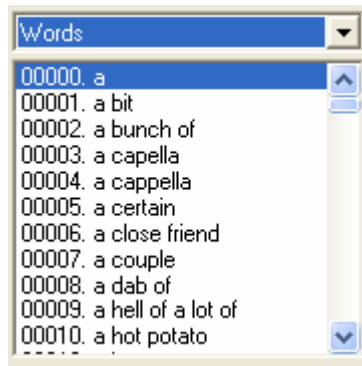 Words
00000. a
00001. a bit
00002. a bunch of
00003. a capella
00004. a cappella
00005. a certain
00006. a close friend
00007. a couple
00008. a dab of
00009. a hell of a lot of
00010. a hot potato